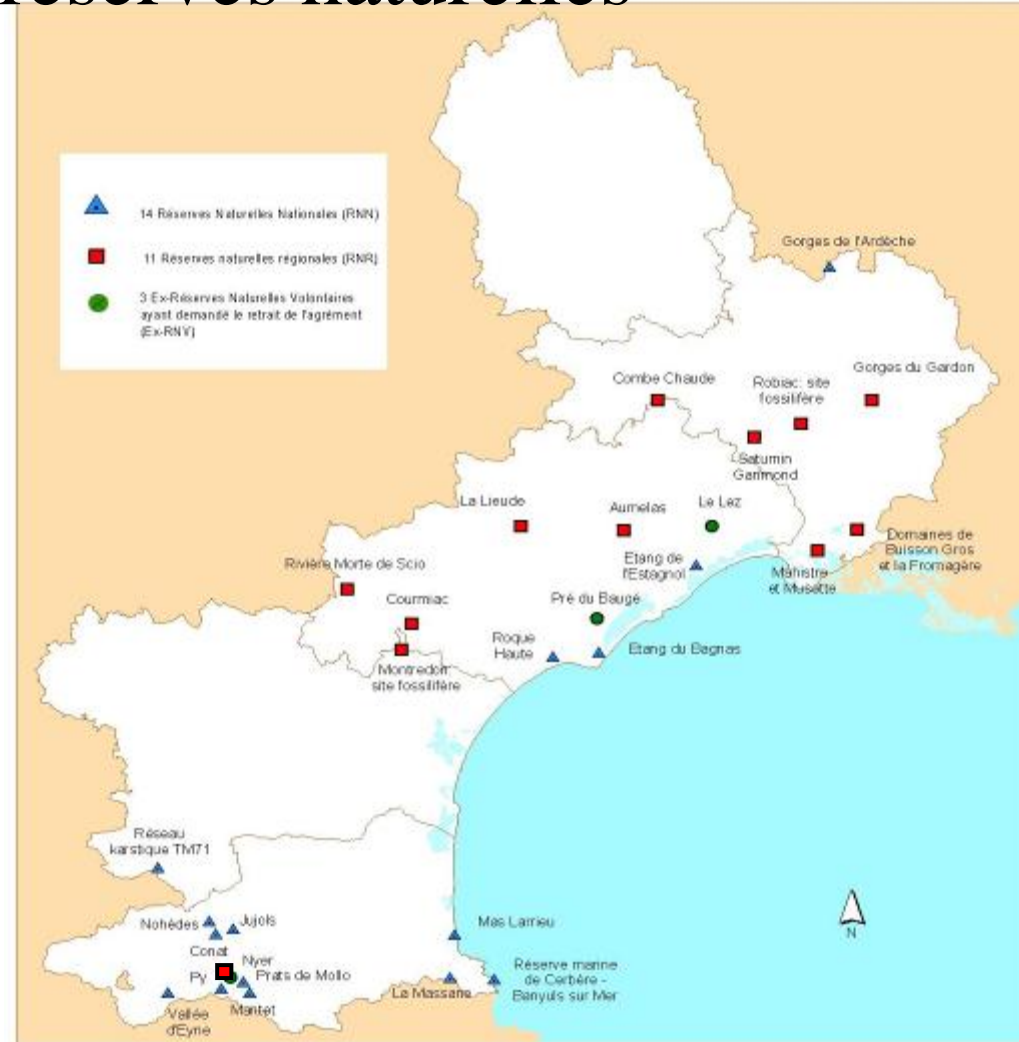 réserves naturelles
14 Réserves Naturelles Nationales (RNN)
11 Réserves naturelles régionales (RNR)
3 Ex-Réserves Naturelles Volontaires
ayant demandé le retrait de l'agrément
(Ex-RNV)
Gorges de l'Ardèche
Combe Chaude
Robiac: site
fossilifère
Gorges du Gardon
Saturnin
Garimond
La Lieude
Aumelas
Le Lez
Domaines de
Buisson Gros
et la Fromagère
Etang de
l'Estagnol
Mahistre
et Musette
Rivière Morte de Scio
Courniac
Pré du Baugé
Roque
Haute
Etang du Bagnas
Montredon
site fossilifère
Réseau
karstique TM71
Nohèdes
Jujols
Mas Larrieu
Conat
Nyer
Py
Prats de Mollo
Réserve marine
de Cerbère -
Banyuls sur Mer
La Massane
Mantet
Vallée
d'Eyne
N